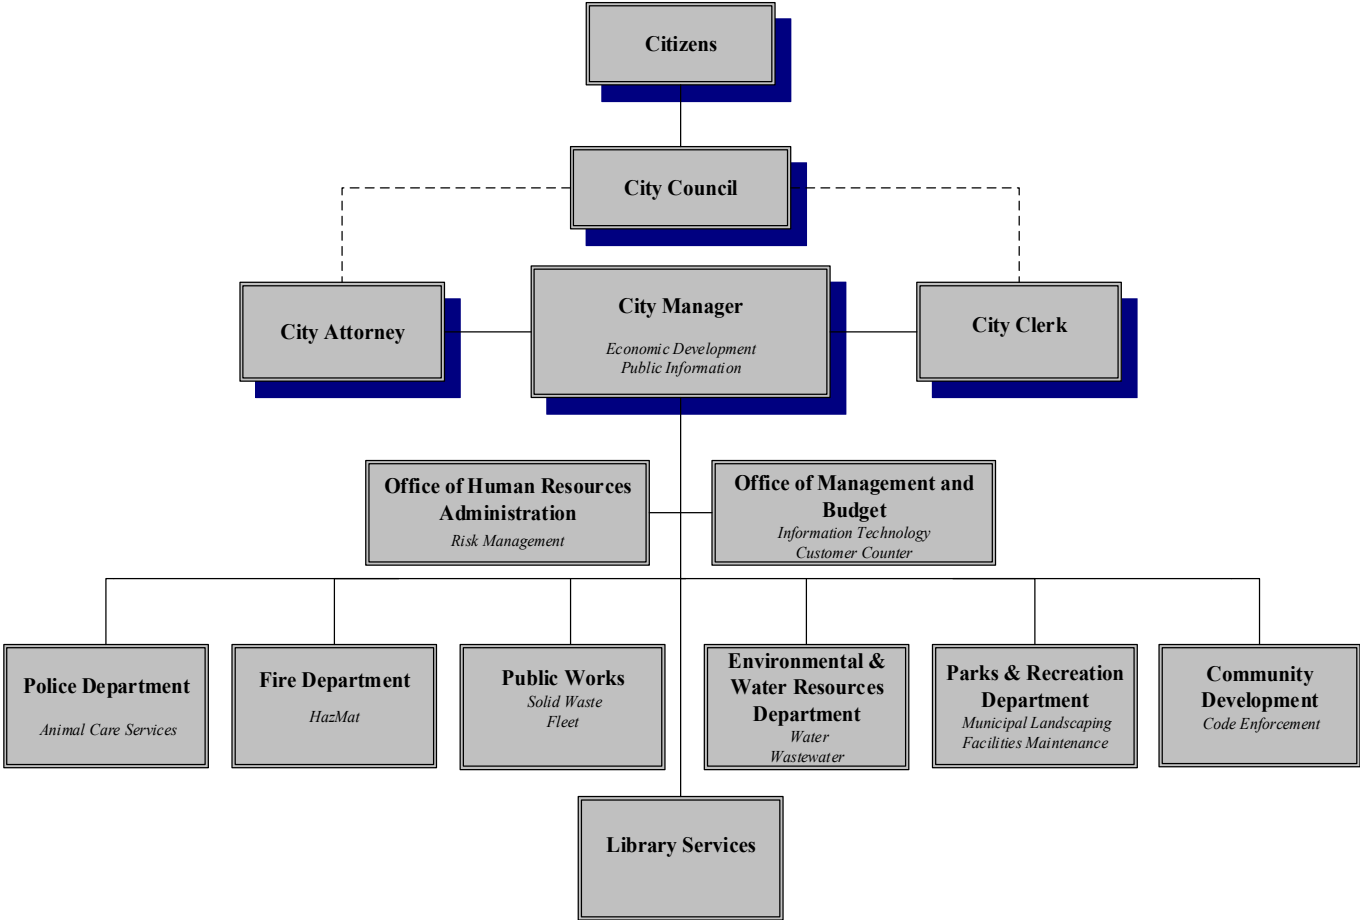 Citizens
City Council
City Attorney
City Manager
Economic Development
Public Information
City Clerk
Office of Human Resources
Administration
Risk Management
Office of Management and
Budget
Information Technology
Customer Counter
Police Department
Animal Care Services
Fire Department
HazMat
Public Works
Solid Waste
Fleet
Environmental &
Water Resources
Department
Water
Wastewater
Parks & Recreation
Department
Municipal Landscaping
Facilities Maintenance
Community
Development
Code Enforcement
Library Services